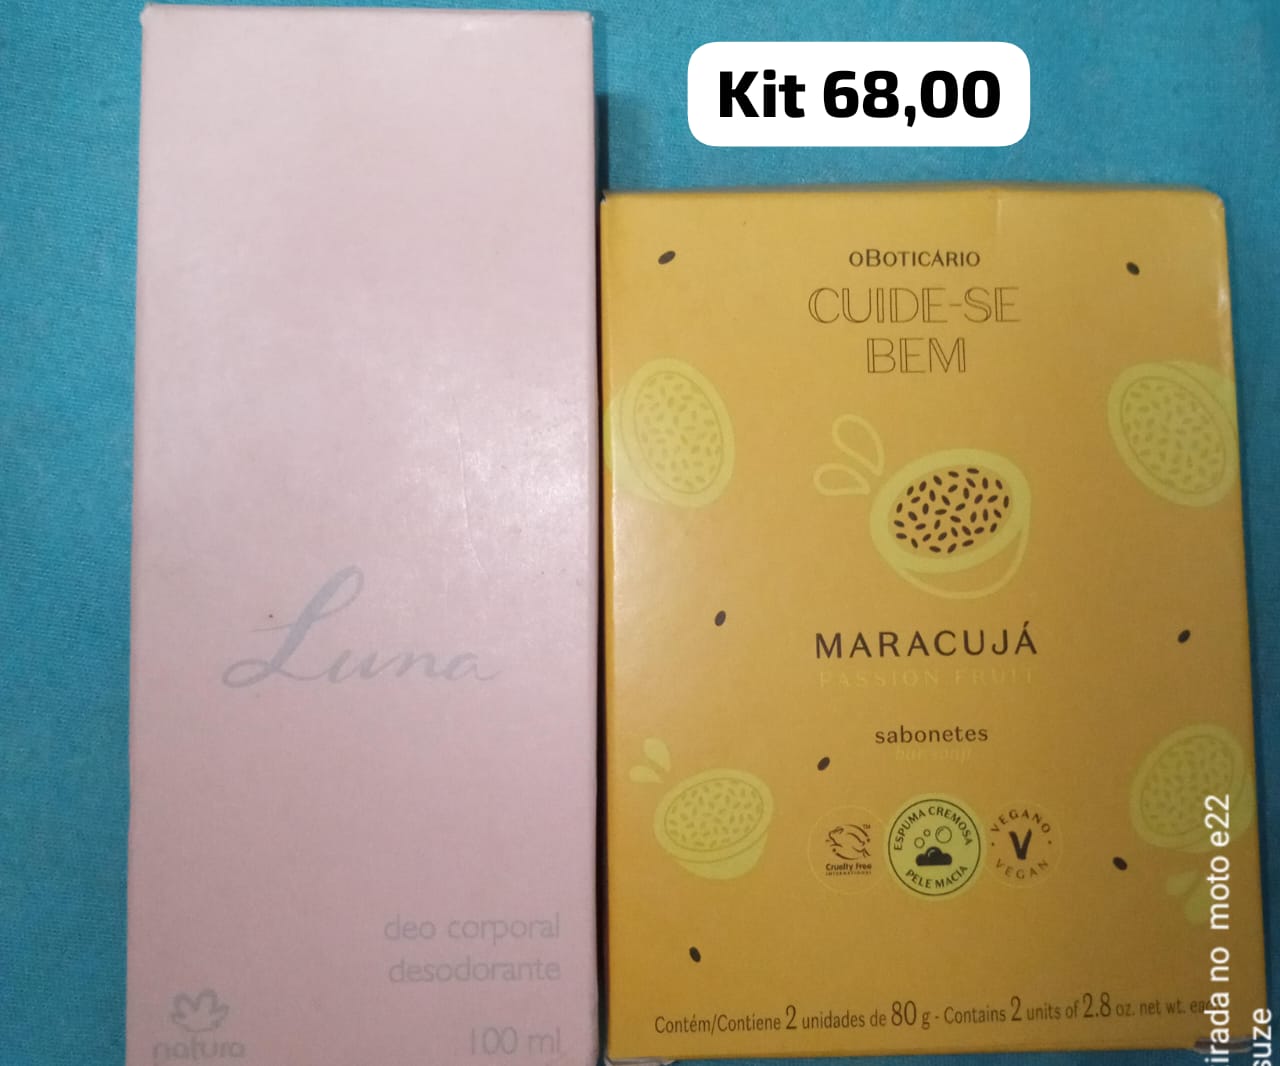 Kit 68,00
Luna
deo corporal
desodorante
100 ml
natura
oBOTICÁRIO
CUIDE-SE
BEM
MARACUJÁ
PASSION FRUIT
sabonetes
bar soap
Cruelty Free
INTERNATIONAL
ESPUMA CREMOSA
PELE MACIA
VEGANO
V
VEGAN
Contém/Contiene 2 unidades de 80 g - Contains 2 units of 2.8 oz. net wt.
irada no moto e22
suze